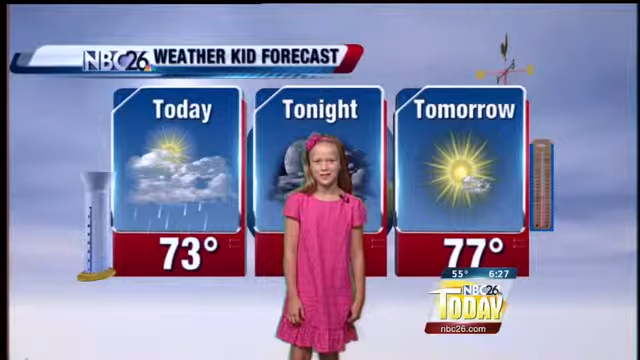 NBC26 WEATHER KID FORECAST
Today
Tonight
Tomorrow
73°
77°
55° 6:27
NBC26
TODAY
nbc26.com